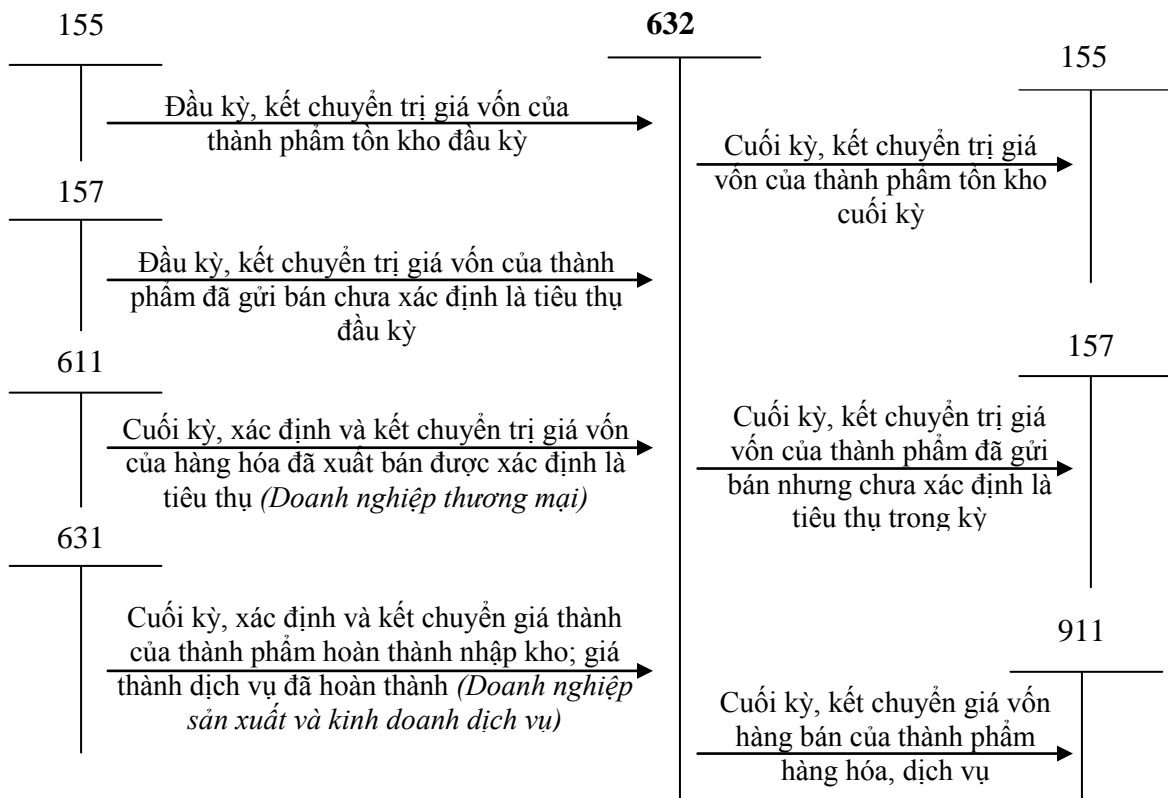 155
Đầu kỳ, kết chuyển trị giá vốn của
thành phẩm tồn kho đầu kỳ
157
Đầu kỳ, kết chuyển trị giá vốn của thành
phẩm đã gửi bán chưa xác định là tiêu thụ
đầu kỳ
611
Cuối kỳ, xác định và kết chuyển trị giá vốn
của hàng hóa đã xuất bán được xác định là
tiêu thụ (Doanh nghiệp thương mại)
631
Cuối kỳ, xác định và kết chuyển giá thành
của thành phẩm hoàn thành nhập kho; giá
thành dịch vụ đã hoàn thành (Doanh nghiệp
sản xuất và kinh doanh dịch vụ)
632
155
Cuối kỳ, kết chuyển trị giá
vốn của thành phẩm tồn kho
cuối kỳ
157
Cuối kỳ, kết chuyển trị giá
vốn của thành phẩm đã gửi
bán nhưng chưa xác định là
tiêu thụ trong kỳ
911
Cuối kỳ, kết chuyển giá vốn
hàng bán của thành phẩm
hàng hóa, dịch vụ